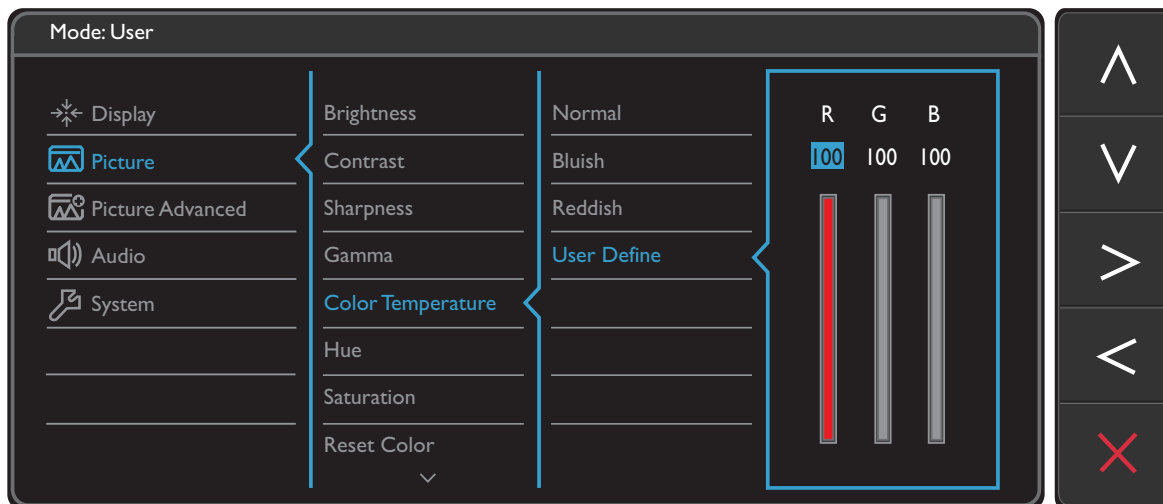 Mode: User
Display
Picture
Picture Advanced
Audio
System
Brightness
Contrast
Sharpness
Gamma
Color Temperature
Hue
Saturation
Reset Color
Normal
Bluish
Reddish
User Define
R G B
100 100 100